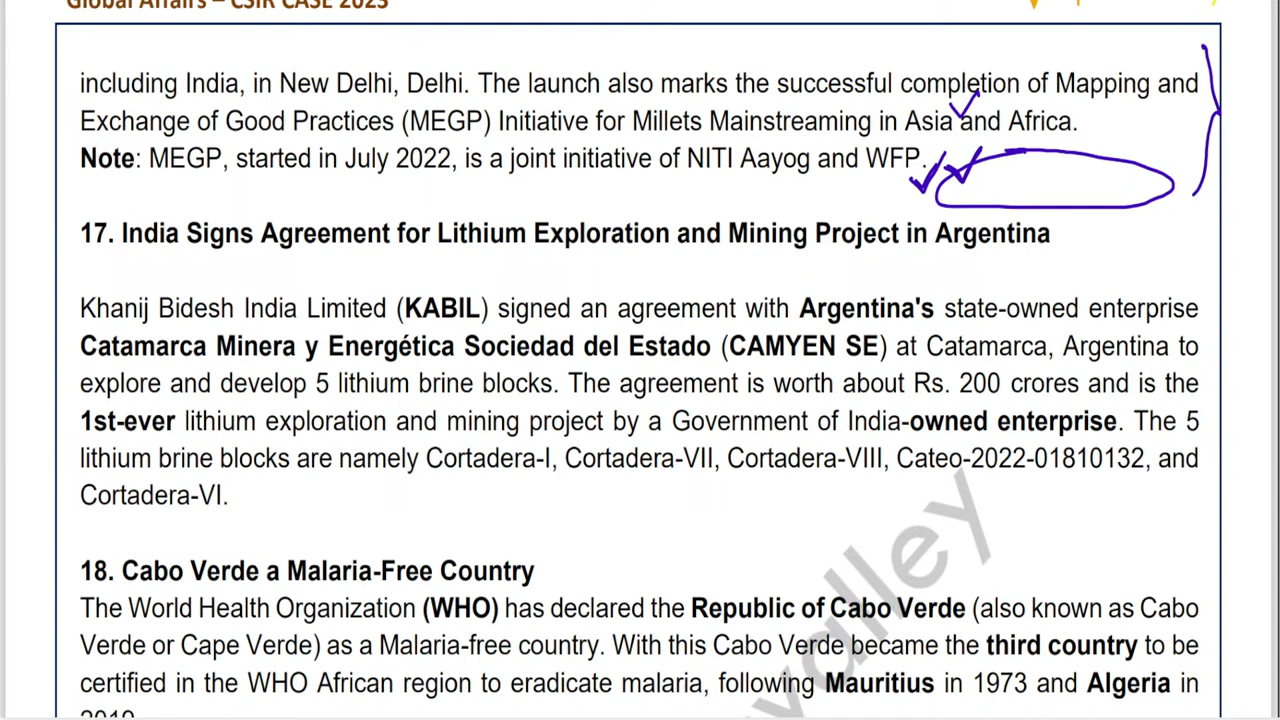 Global Affairs – CSIR CASE 2023
including India, in New Delhi, Delhi. The launch also marks the successful completion of Mapping and
Exchange of Good Practices (MEGP) Initiative for Millets Mainstreaming in Asia and Africa.
Note: MEGP, started in July 2022, is a joint initiative of NITI Aayog and WFP.
17. India Signs Agreement for Lithium Exploration and Mining Project in Argentina
Khanij Bidesh India Limited (KABIL) signed an agreement with Argentina's state-owned enterprise
Catamarca Minera y Energética Sociedad del Estado (CAMYEN SE) at Catamarca, Argentina to
explore and develop 5 lithium brine blocks. The agreement is worth about Rs. 200 crores and is the
1st-ever lithium exploration and mining project by a Government of India-owned enterprise. The 5
lithium brine blocks are namely Cortadera-I, Cortadera-VII, Cortadera-VIII, Cateo-2022-01810132, and
Cortadera-VI.
18. Cabo Verde a Malaria-Free Country
The World Health Organization (WHO) has declared the Republic of Cabo Verde (also known as Cabo
Verde or Cape Verde) as a Malaria-free country. With this Cabo Verde became the third country to be
certified in the WHO African region to eradicate malaria, following Mauritius in 1973 and Algeria in
2019